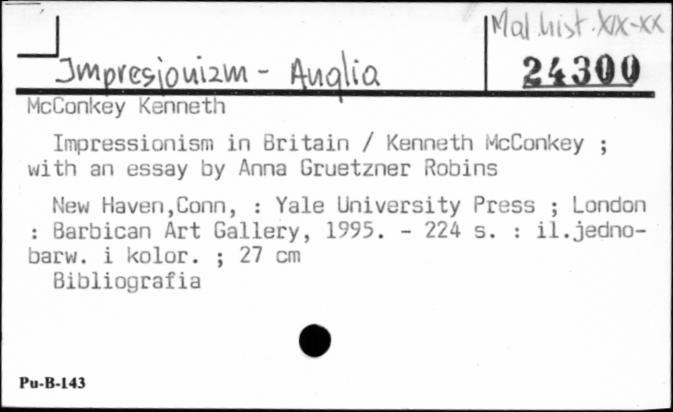 Mal.hist.XIX-XX
Impresjonizm - Anglia
24300
McConkey Kenneth
Impressionism in Britain / Kenneth McConkey ;
with an essay by Anna Gruetzner Robins
New Haven,Conn, : Yale University Press ; London
: Barbican Art Gallery, 1995. - 224 s. : il.jedno-
barw. i kolor. ; 27 cm
Bibliografia
Pu-B-143